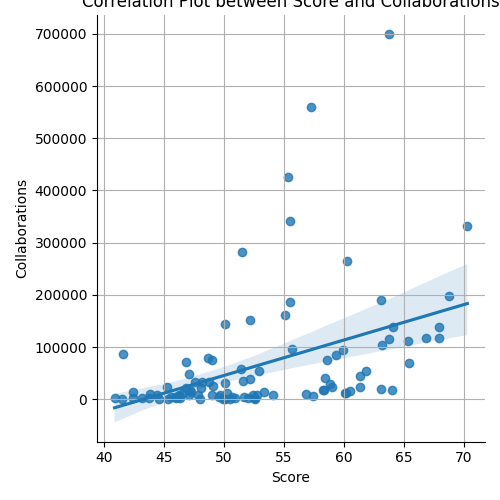 Correlation Plot between Score and Collaborations
700000
600000
500000
400000
300000
200000
100000
0
Collaborations
40 45 50 55 60 65 70
Score